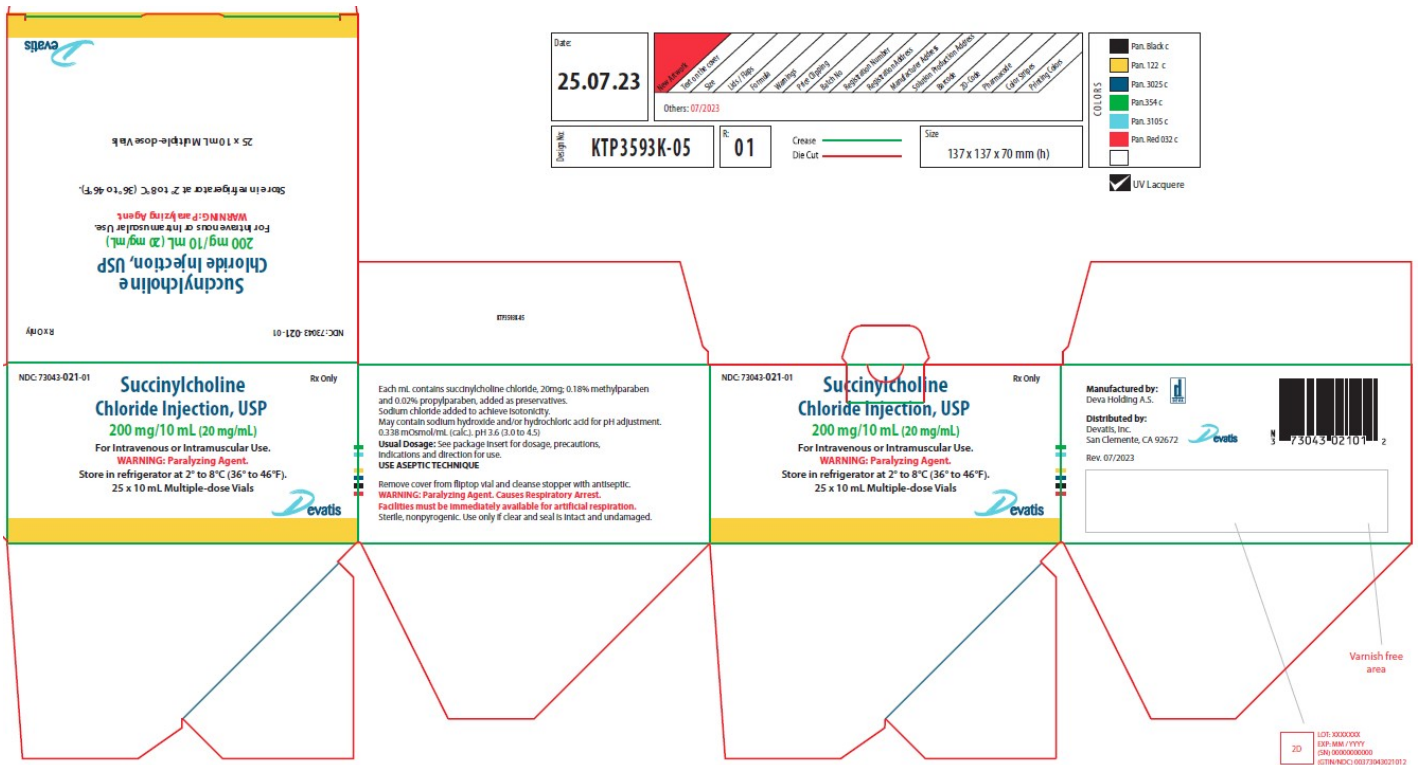 Date:
25.07.23
New Artwork
Text on the cover
Size
Lids / Flaps
Formula
Warnings
Price Clipping
Batch No
Registration Number
Registration Address
Manufacturer Address
Solution Production Address
Barcode
2D Code
Pharmacode
Color Stripes
Printing Colors
Others: 07/2023
Design No:
KTP3593K-05
R:
01
Crease
Die Cut
Size
137 x 137 x 70 mm (h)
COLORS
Pan. Black c
Pan. 122 c
Pan. 3025 c
Pan.354 c
Pan. 3105 c
Pan. Red 032 c
UV Lacquere
NDC: 73043-021-01
Rx Only
Succinylcholine
Chloride Injection, USP
200 mg/10 mL (20 mg/mL)
For Intravenous or Intramuscular Use.
WARNING: Paralyzing Agent.
Store in refrigerator at 2° to 8°C (36° to 46°F).
25 x 10 mL Multiple-dose Vials
Devatis
KTP3593K-05
NDC: 73043-021-01
Rx Only
Succinylcholine
Chloride Injection, USP
200 mg/10 mL (20 mg/mL)
For Intravenous or Intramuscular Use.
WARNING: Paralyzing Agent.
Store in refrigerator at 2° to 8°C (36° to 46°F).
25 x 10 mL Multiple-dose Vials
Devatis
Each mL contains succinylcholine chloride, 20mg; 0.18% methylparaben
and 0.02% propylparaben, added as preservatives.
Sodium chloride added to achieve isotonicity.
May contain sodium hydroxide and/or hydrochloric acid for pH adjustment.
0.338 mOsmol/mL (calc.). pH 3.6 (3.0 to 4.5)
Usual Dosage: See package insert for dosage, precautions,
indications and direction for use.
USE ASEPTIC TECHNIQUE
Remove cover from fliptop vial and cleanse stopper with antiseptic.
WARNING: Paralyzing Agent. Causes Respiratory Arrest.
Facilities must be immediately available for artificial respiration.
Sterile, nonpyrogenic. Use only if clear and seal is intact and undamaged.
NDC: 73043-021-01
Rx Only
Succinylcholine
Chloride Injection, USP
200 mg/10 mL (20 mg/mL)
For Intravenous or Intramuscular Use.
WARNING: Paralyzing Agent.
Store in refrigerator at 2° to 8°C (36° to 46°F).
25 x 10 mL Multiple-dose Vials
Devatis
Manufactured by:
Deva Holding A.S.
d
Distributed by:
Devatis, Inc.
San Clemente, CA 92672
Devatis
Rev. 07/2023
N
3 73043 02101 2
Varnish free
area
2D
LOT: XXXXXXX
EXP: MM / YYYY
(SN) 00000000000
(GTIN/NDC) 00373043021012